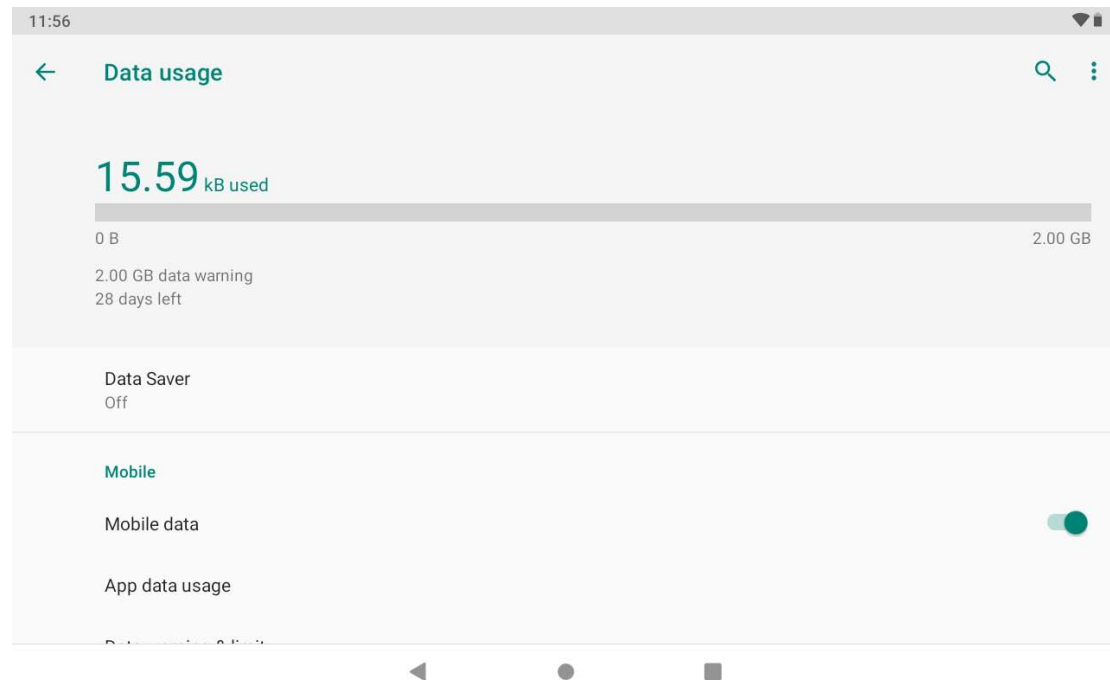 11:56
Data usage
15.59 kB used
0 B
2.00 GB
2.00 GB data warning
28 days left
Data Saver
Off
Mobile
Mobile data
App data usage